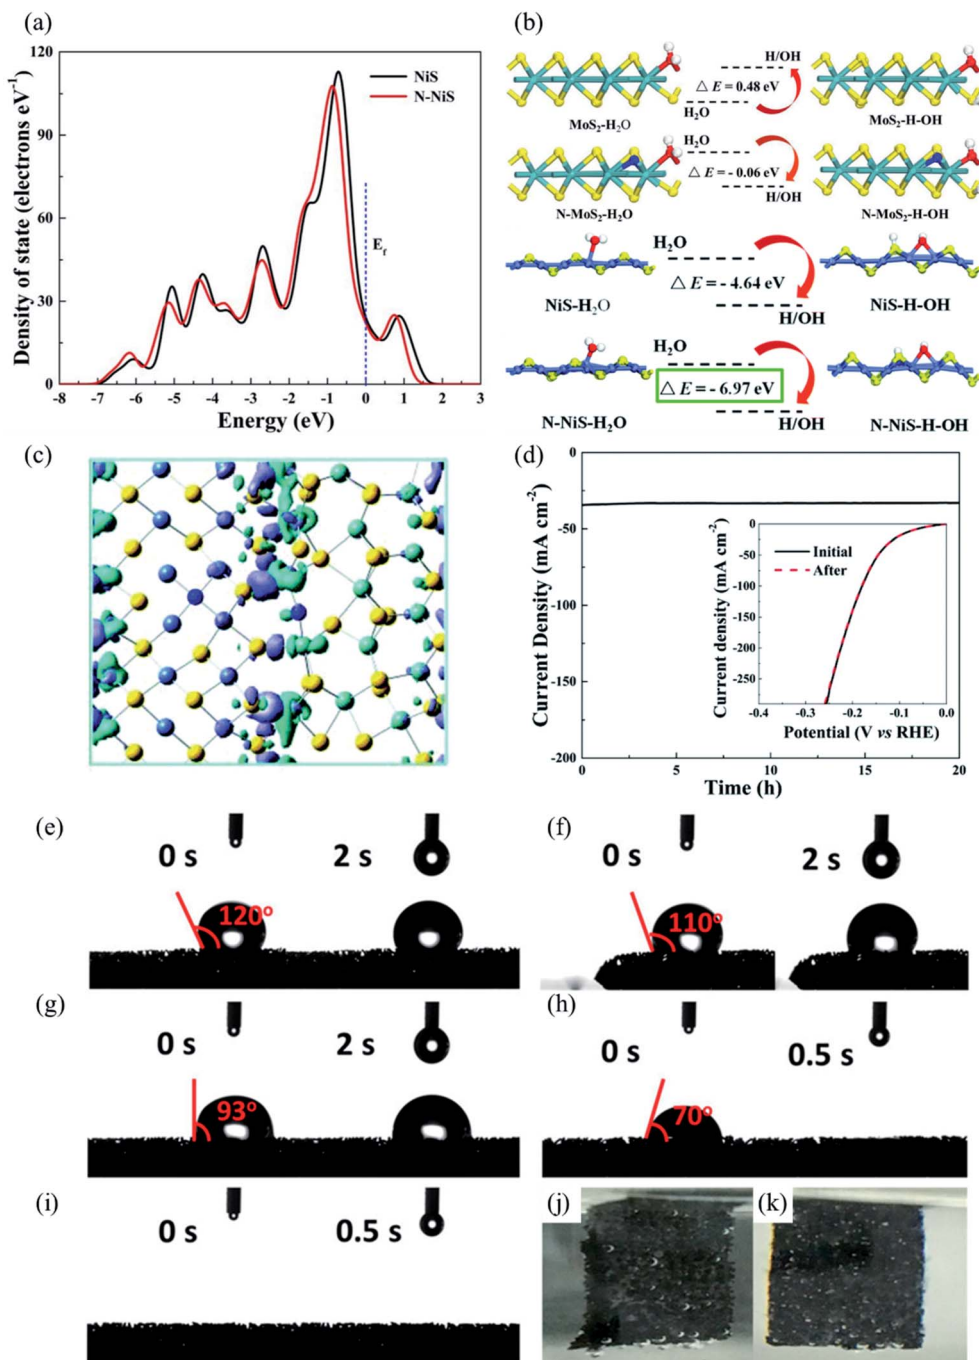 (a)
120
90
60
30
0
Density of state (electrons eV⁻¹)
NiS
N-NiS
E_f
-8 -7 -6 -5 -4 -3 -2 -1 0 1 2 3
Energy (eV)
(b)
H/OH
Δ E = 0.48 eV
H₂O
MoS₂-H₂O
MoS₂-H-OH
H₂O
Δ E = - 0.06 eV
H/OH
N-MoS₂-H₂O
N-MoS₂-H-OH
H₂O
Δ E = - 4.64 eV
H/OH
NiS-H₂O
NiS-H-OH
H₂O
Δ E = - 6.97 eV
H/OH
N-NiS-H₂O
N-NiS-H-OH
(c)
(d)
0
-50
-100
-150
-200
Current Density (mA cm⁻²)
0 5 10 15 20
Time (h)
0
-50
-100
-150
-200
-250
Current density (mA cm⁻²)
Initial
After
-0.4 -0.3 -0.2 -0.1 0.0
Potential (V vs RHE)
(e)
0 s
2 s
120°
(f)
0 s
2 s
110°
(g)
0 s
2 s
93°
(h)
0 s
0.5 s
70°
(i)
0 s
0.5 s
(j)
(k)